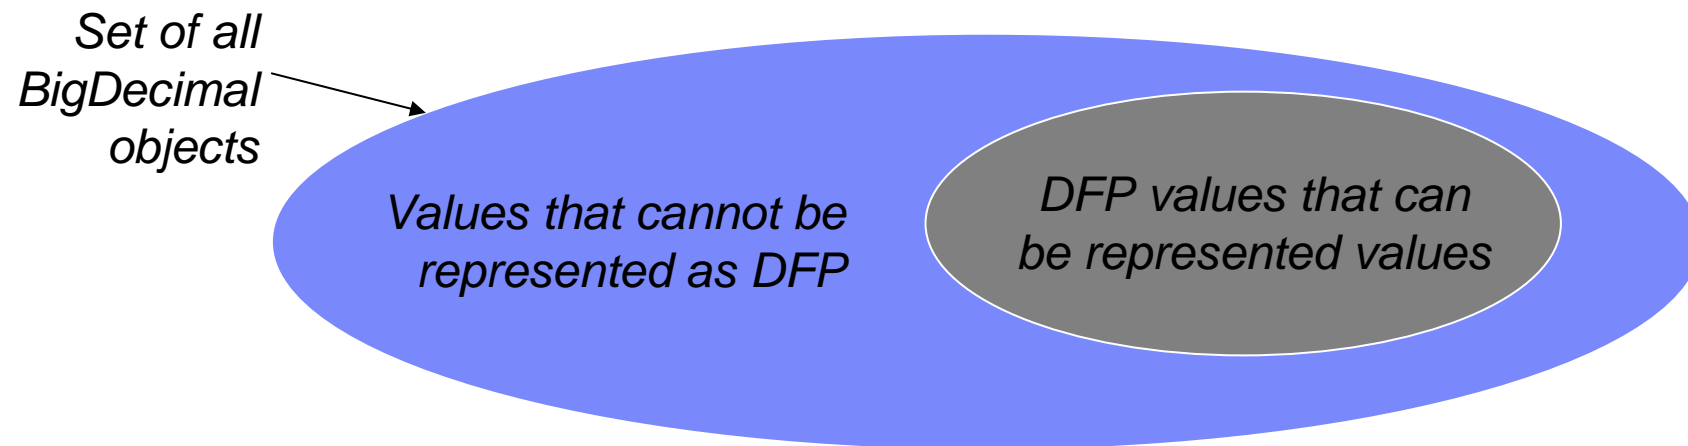 Set of all
BigDecimal
objects
Values that cannot be
represented as DFP
DFP values that can
be represented values